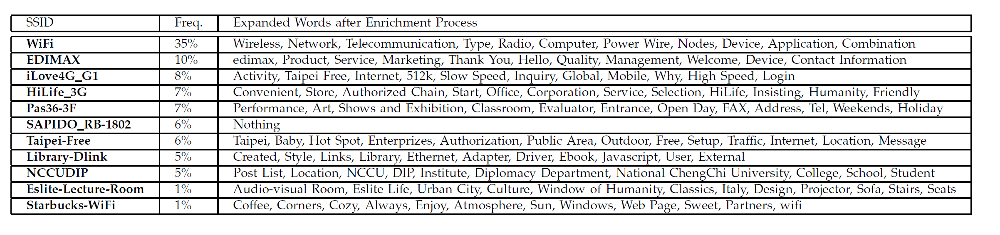 SSID Freq. Expanded Words after Enrichment Process
WiFi 35% Wireless, Network, Telecommunication, Type, Radio, Computer, Power Wire, Nodes, Device, Application, Combination
EDIMAX 10% edimax, Product, Service, Marketing, Thank You, Hello, Quality, Management, Welcome, Device, Contact Information
iLove4G_G1 8% Activity, Taipei Free, Internet, 512k, Slow Speed, Inquiry, Global, Mobile, Why, High Speed, Login
HiLife_3G 7% Convenient, Store, Authorized Chain, Start, Office, Corporation, Service, Selection, HiLife, Insisting, Humanity, Friendly
Pas36-3F 7% Performance, Art, Shows and Exhibition, Classroom, Evaluator, Entrance, Open Day, FAX, Address, Tel, Weekends, Holiday
SAPIDO_RB-1802 6% Nothing
Taipei-Free 6% Taipei, Baby, Hot Spot, Enterprizes, Authorization, Public Area, Outdoor, Free, Setup, Traffic, Internet, Location, Message
Library-Dlink 5% Created, Style, Links, Library, Ethernet, Adapter, Driver, Ebook, Javascript, User, External
NCCUDIP 5% Post List, Location, NCCU, DIP, Institute, Diplomacy Department, National ChengChi University, College, School, Student
Eslite-Lecture-Room 1% Audio-visual Room, Eslite Life, Urban City, Culture, Window of Humanity, Classics, Italy, Design, Projector, Sofa, Stairs, Seats
Starbucks-WiFi 1% Coffee, Corners, Cozy, Always, Enjoy, Atmosphere, Sun, Windows, Web Page, Sweet, Partners, wifi